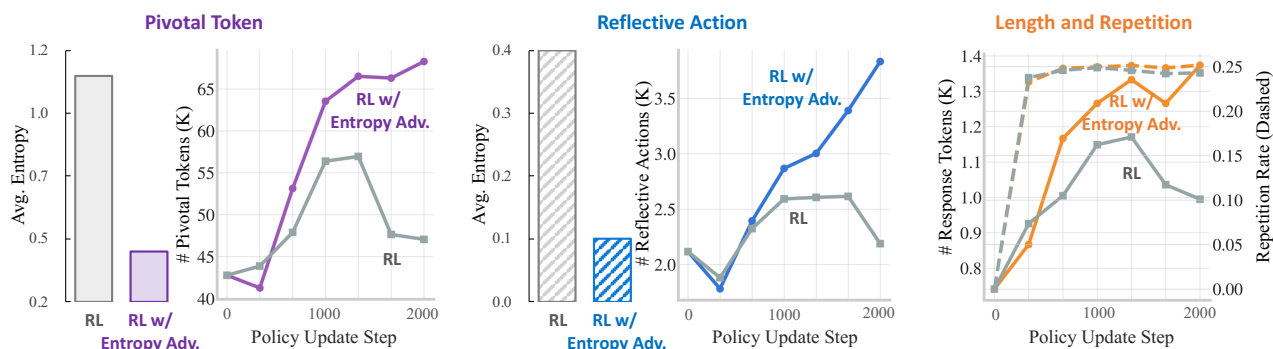 Pivotal Token
Avg. Entropy
1.2
1.0
0.7
0.5
0.2
RL
RL w/
Entropy Adv.
# Pivotal Tokens (K)
65
60
55
50
45
40
RL w/
Entropy Adv.
RL
0
1000
2000
Policy Update Step
Reflective Action
Avg. Entropy
0.4
0.3
0.2
0.1
0.0
RL
RL w/
Entropy Adv.
# Reflective Actions (K)
3.5
3.0
2.5
2.0
RL w/
Entropy Adv.
RL
0
1000
2000
Policy Update Step
Length and Repetition
# Response Tokens (K)
1.4
1.3
1.2
1.1
1.0
0.9
0.8
RL w/
Entropy Adv.
RL
0
1000
2000
Policy Update Step
0.25
0.20
0.15
0.10
0.05
0.00
Repetition Rate (Dashed)